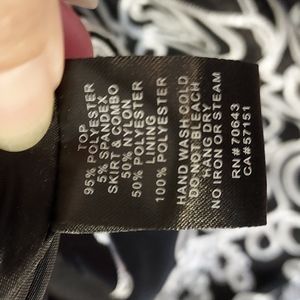 TOP
95% POLYESTER
5% SPANDEX
SKIRT & COMBO
50% NYLON
50% POLYESTER
LINING
100% POLYESTER
HAND WASH COLD
DO NOT BLEACH
HANG DRY
NO IRON OR STEAM
RN # 70643
CA# 57151